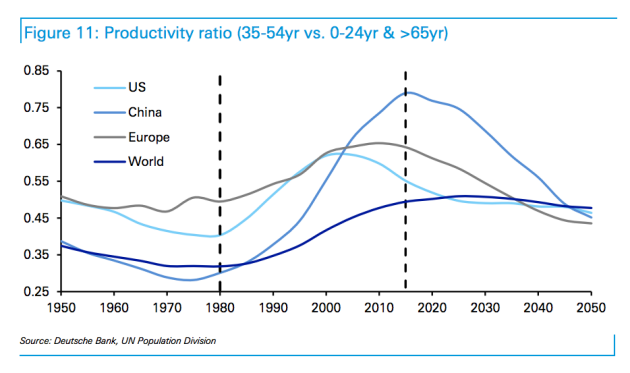 Figure 11: Productivity ratio (35-54yr vs. 0-24yr & >65yr)
0.85
0.75
0.65
0.55
0.45
0.35
0.25
US
China
Europe
World
1950 1960 1970 1980 1990 2000 2010 2020 2030 2040 2050
Source: Deutsche Bank, UN Population Division